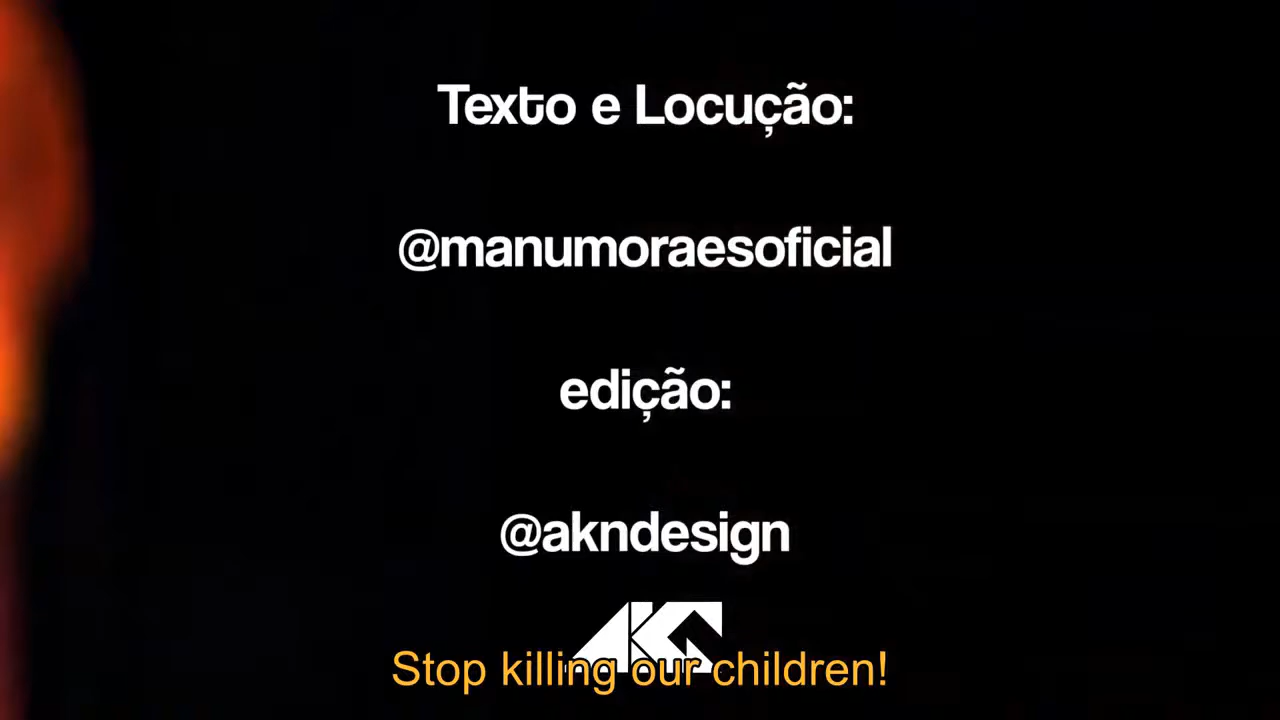 Texto e Locução:
@manumoraesoficial
edição:
@akndesign
Stop killing our children!